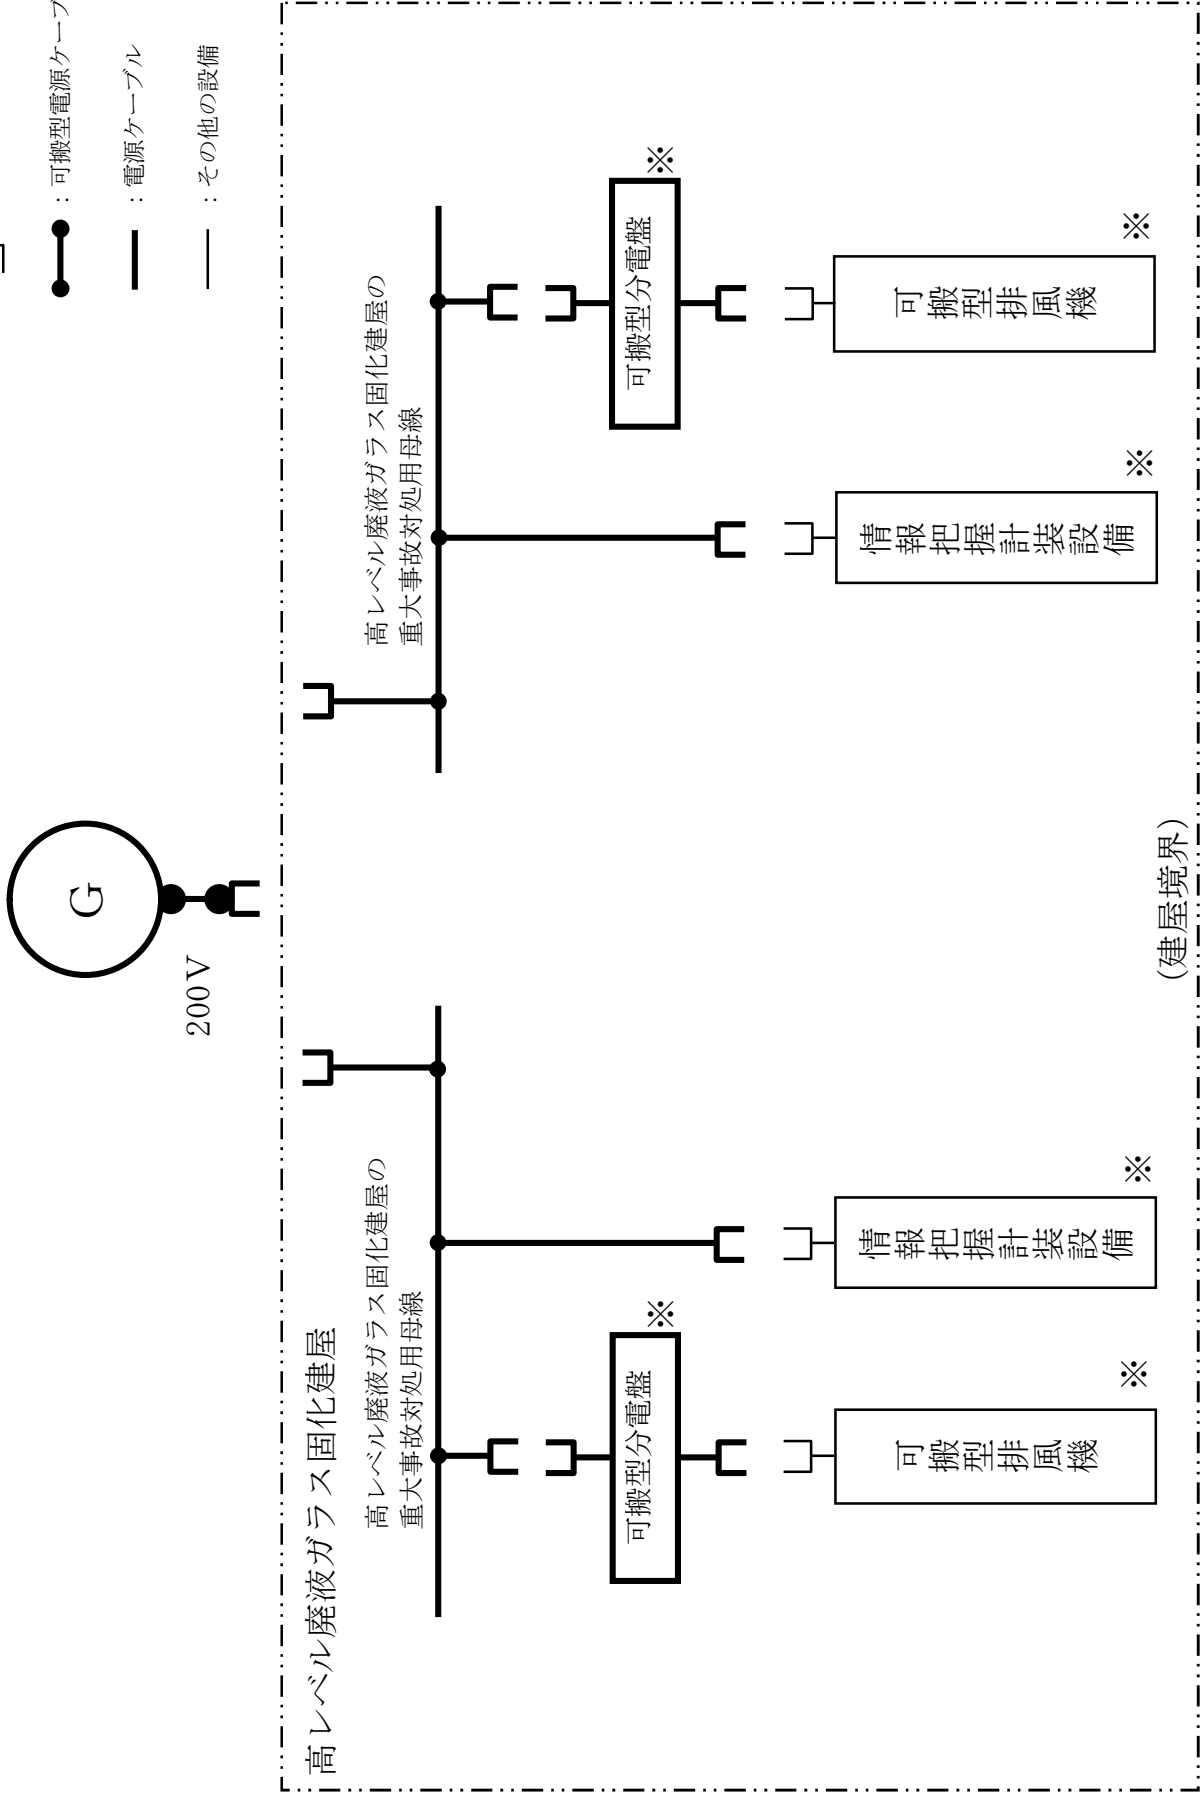 ：可搬型電源ケーブ
：電源ケーブル
：その他の設備
G
200V
高レベル廃液ガラス固化建屋
高レベル廃液ガラス固化建屋の
重大事故対処用母線
高レベル廃液ガラス固化建屋の
重大事故対処用母線
可搬型分電盤
※
可搬型分電盤
※
可搬型排風機
※
情報把握計装設備
※
情報把握計装設備
※
可搬型排風機
※
(建屋境界)